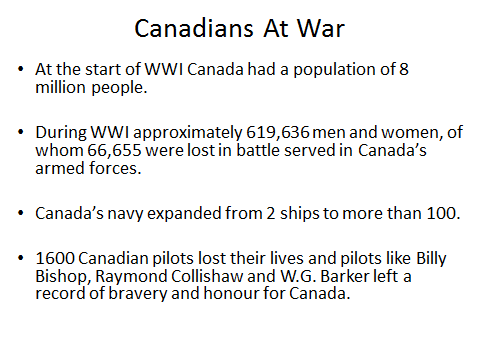 Canadians At War
• At the start of WWI Canada had a population of 8
million people.
• During WWI approximately 619,636 men and women, of
whom 66,655 were lost in battle served in Canada’s
armed forces.
• Canada’s navy expanded from 2 ships to more than 100.
• 1600 Canadian pilots lost their lives and pilots like Billy
Bishop, Raymond Collishaw and W.G. Barker left a
record of bravery and honour for Canada.